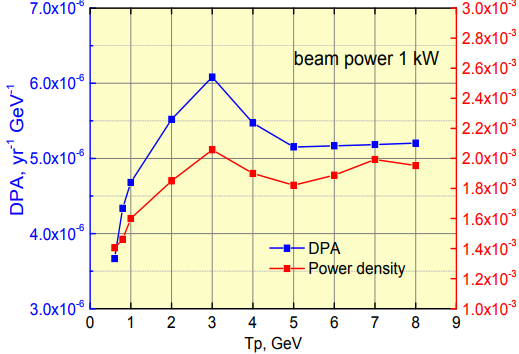 7.0x10⁻⁶
6.0x10⁻⁶
5.0x10⁻⁶
4.0x10⁻⁶
3.0x10⁻⁶
DPA, yr⁻¹ GeV⁻¹
beam power 1 kW
DPA
Power density
3.0x10⁻³
2.8x10⁻³
2.6x10⁻³
2.4x10⁻³
2.2x10⁻³
2.0x10⁻³
1.8x10⁻³
1.6x10⁻³
1.4x10⁻³
1.2x10⁻³
1.0x10⁻³
0 1 2 3 4 5 6 7 8 9
Tp, GeV